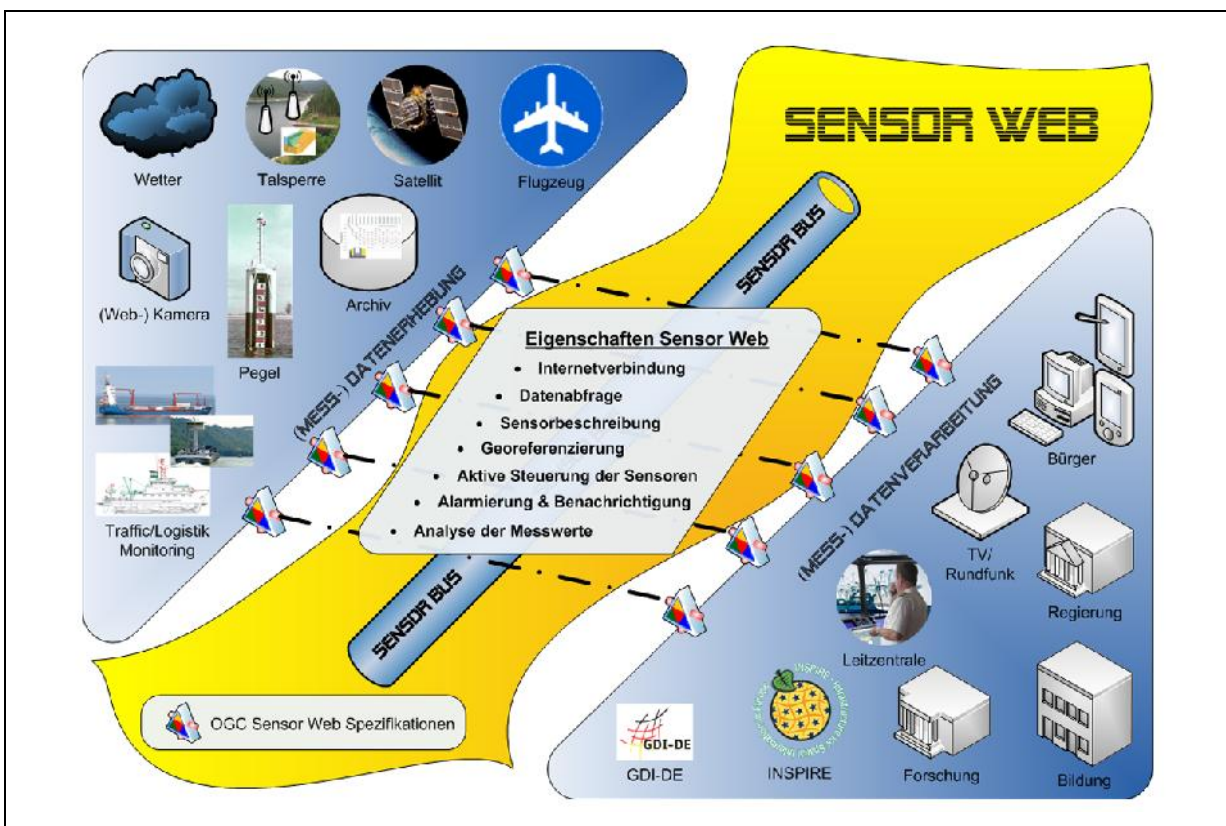 SENSOR WEB
Wetter
Talsperre
Satellit
Flugzeug
(Web-) Kamera
Pegel
Archiv
Traffic/Logistik
Monitoring
(MESS-) DATENERHEBUNG
SENSOR BUS
Eigenschaften Sensor Web
• Internetverbindung
• Datenabfrage
• Sensorbeschreibung
• Georeferenzierung
• Aktive Steuerung der Sensoren
• Alarmierung & Benachrichtigung
• Analyse der Messwerte
SENSOR BUS
(MESS-) DATENVERARBEITUNG
Bürger
TV/
Rundfunk
Regierung
Leitzentrale
GDI-DE
GDI-DE
INSPIRE
Forschung
Bildung
OGC Sensor Web Spezifikationen